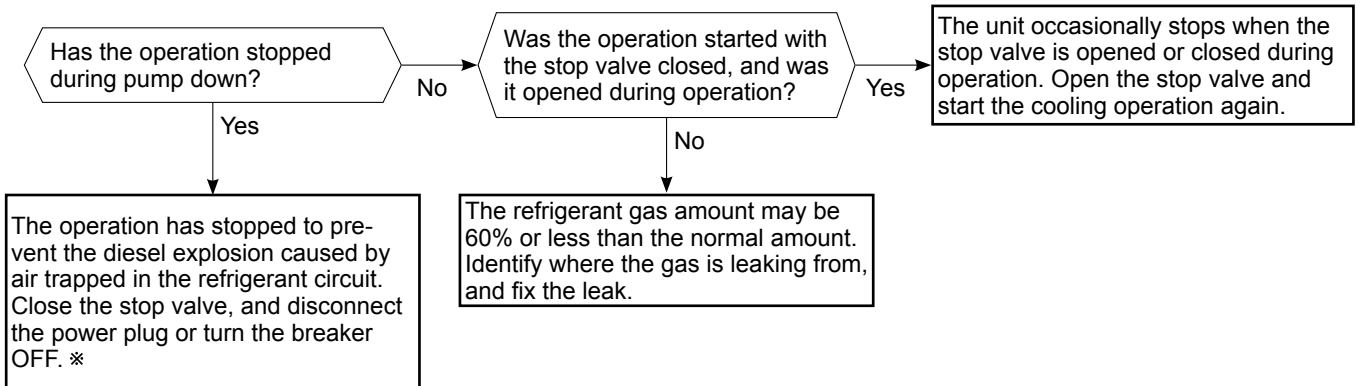 Has the operation stopped
during pump down?
No
Yes
Was the operation started with
the stop valve closed, and was
it opened during operation?
Yes
No
The unit occasionally stops when the
stop valve is opened or closed during
operation. Open the stop valve and
start the cooling operation again.
The operation has stopped to pre-
vent the diesel explosion caused by
air trapped in the refrigerant circuit.
Close the stop valve, and disconnect
the power plug or turn the breaker
OFF. ※
The refrigerant gas amount may be
60% or less than the normal amount.
Identify where the gas is leaking from,
and fix the leak.